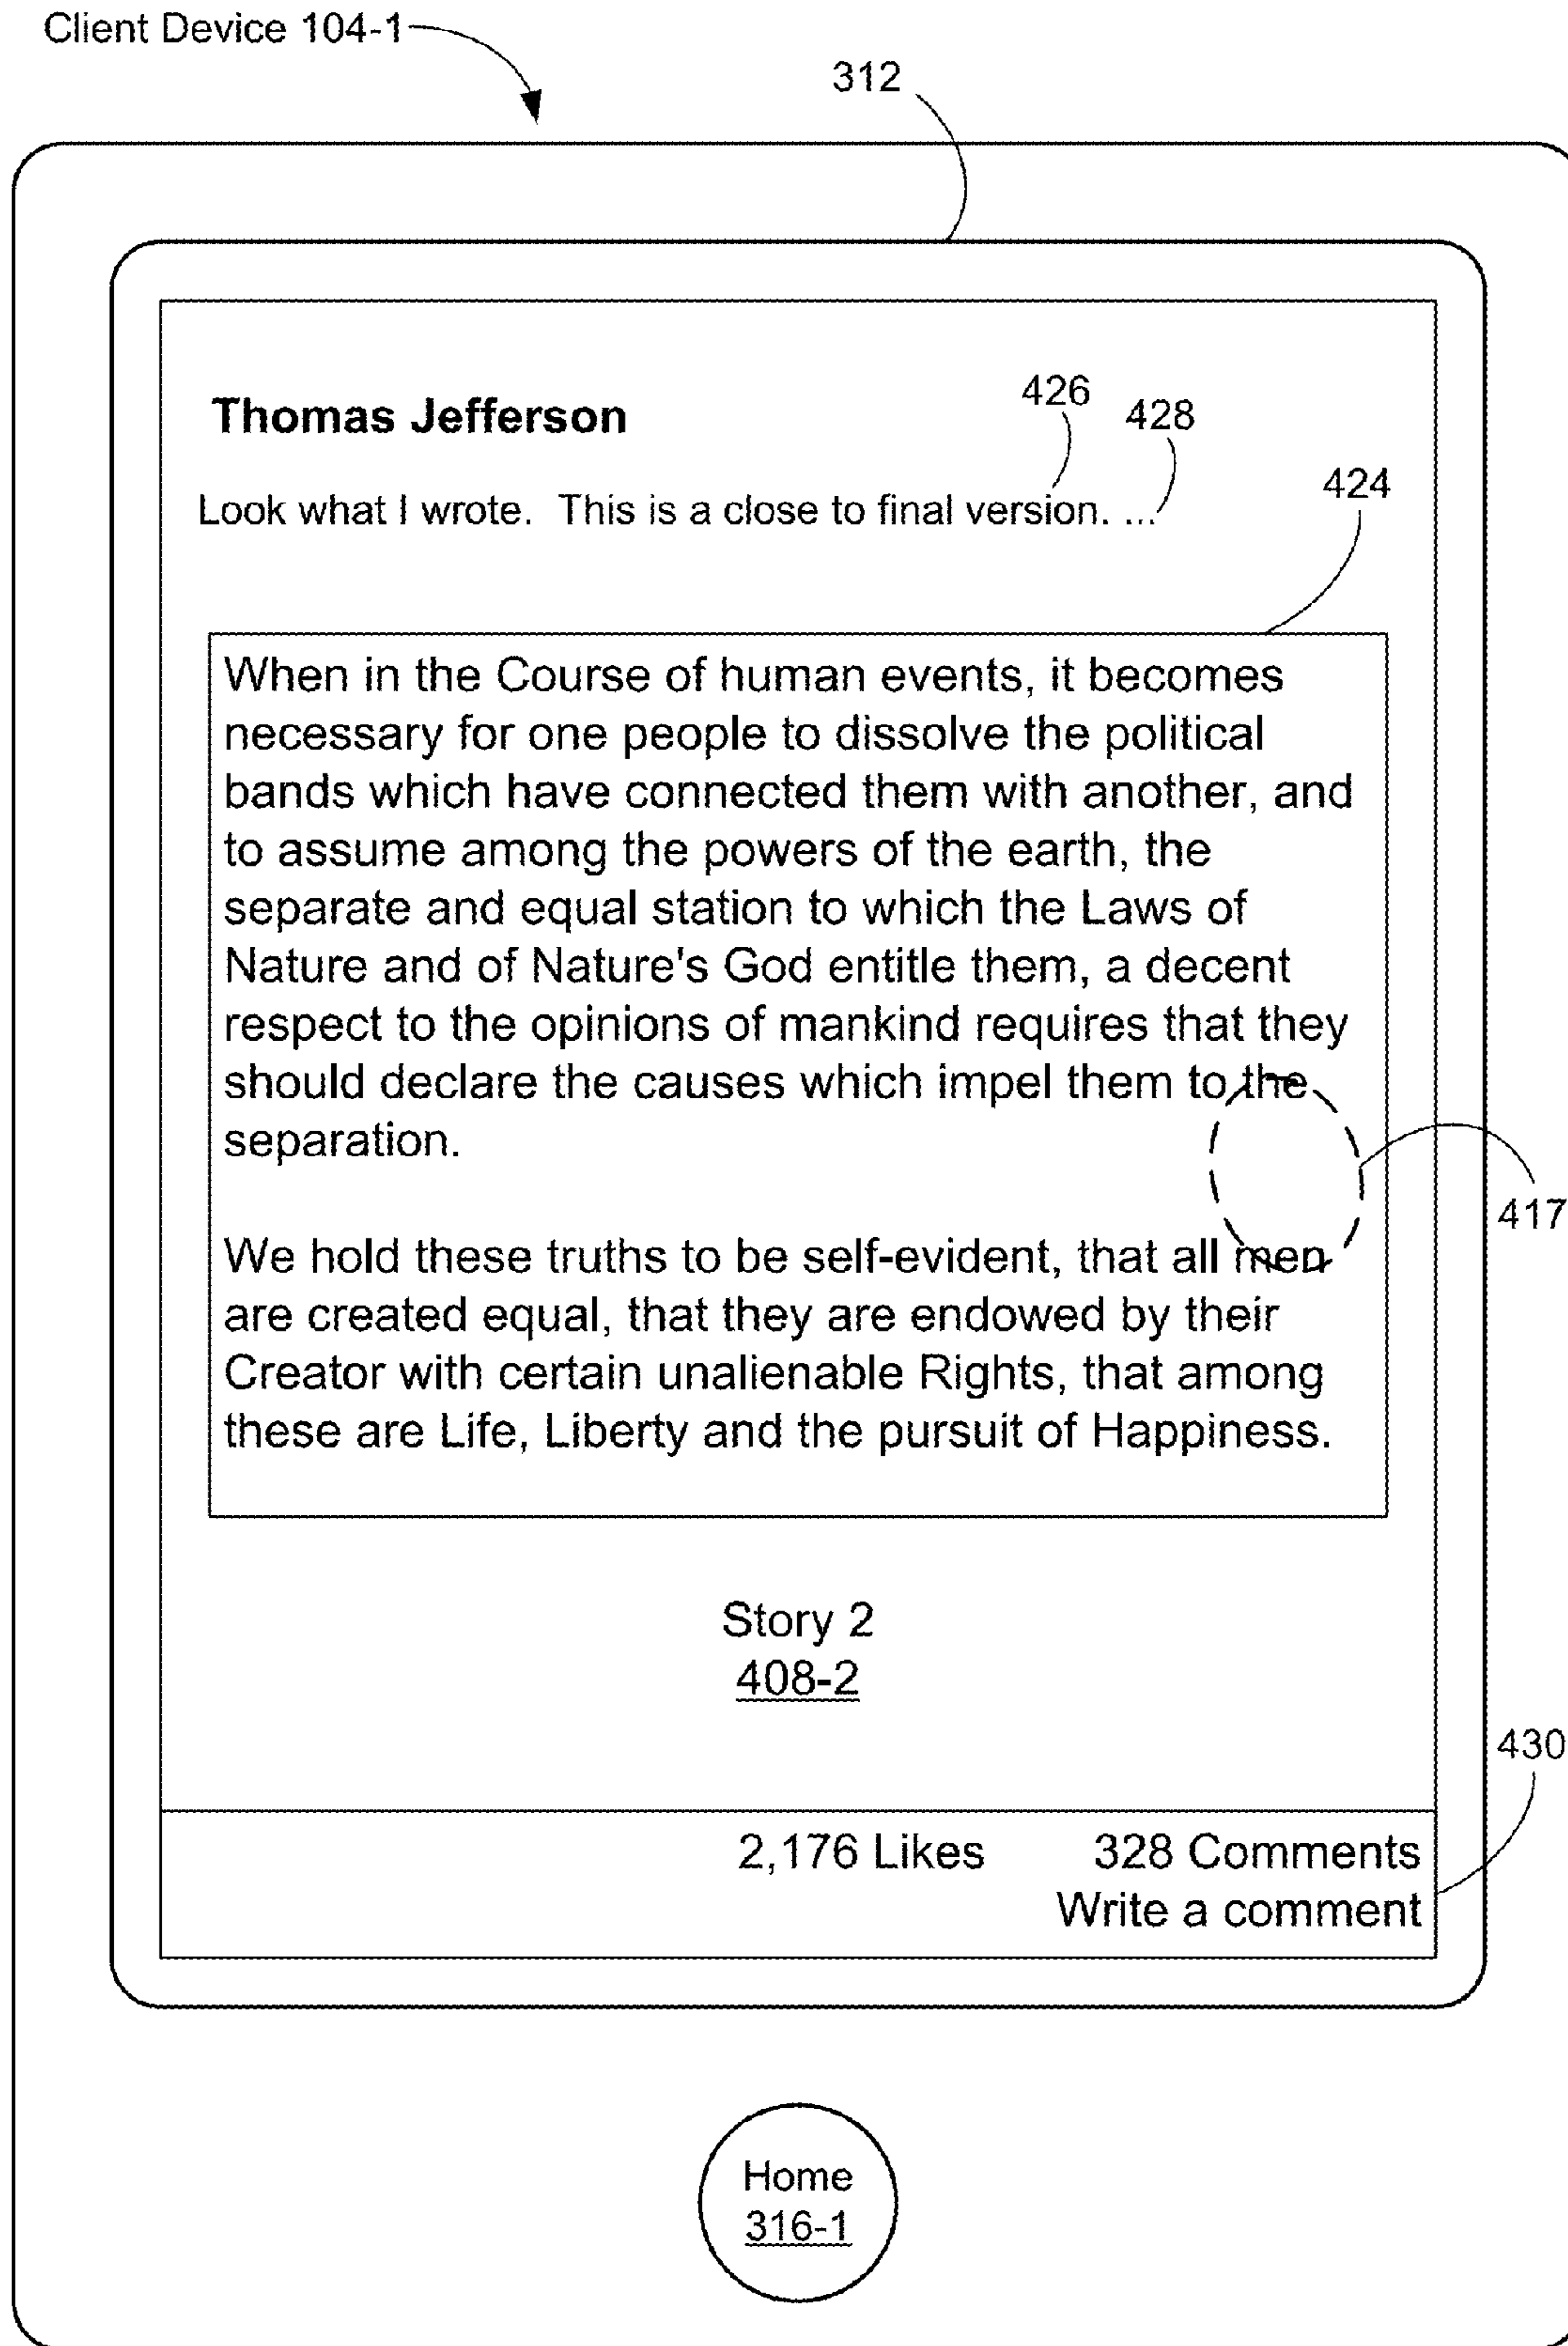 Client Device 104-1
312
Thomas Jefferson
426
428
Look what I wrote.  This is a close to final version. ...
424
When in the Course of human events, it becomes
necessary for one people to dissolve the political
bands which have connected them with another, and
to assume among the powers of the earth, the
separate and equal station to which the Laws of
Nature and of Nature's God entitle them, a decent
respect to the opinions of mankind requires that they
should declare the causes which impel them to the
separation.
417
We hold these truths to be self-evident, that all men
are created equal, that they are endowed by their
Creator with certain unalienable Rights, that among
these are Life, Liberty and the pursuit of Happiness.
Story 2
408-2
430
2,176 Likes 328 Comments
Write a comment
Home
316-1